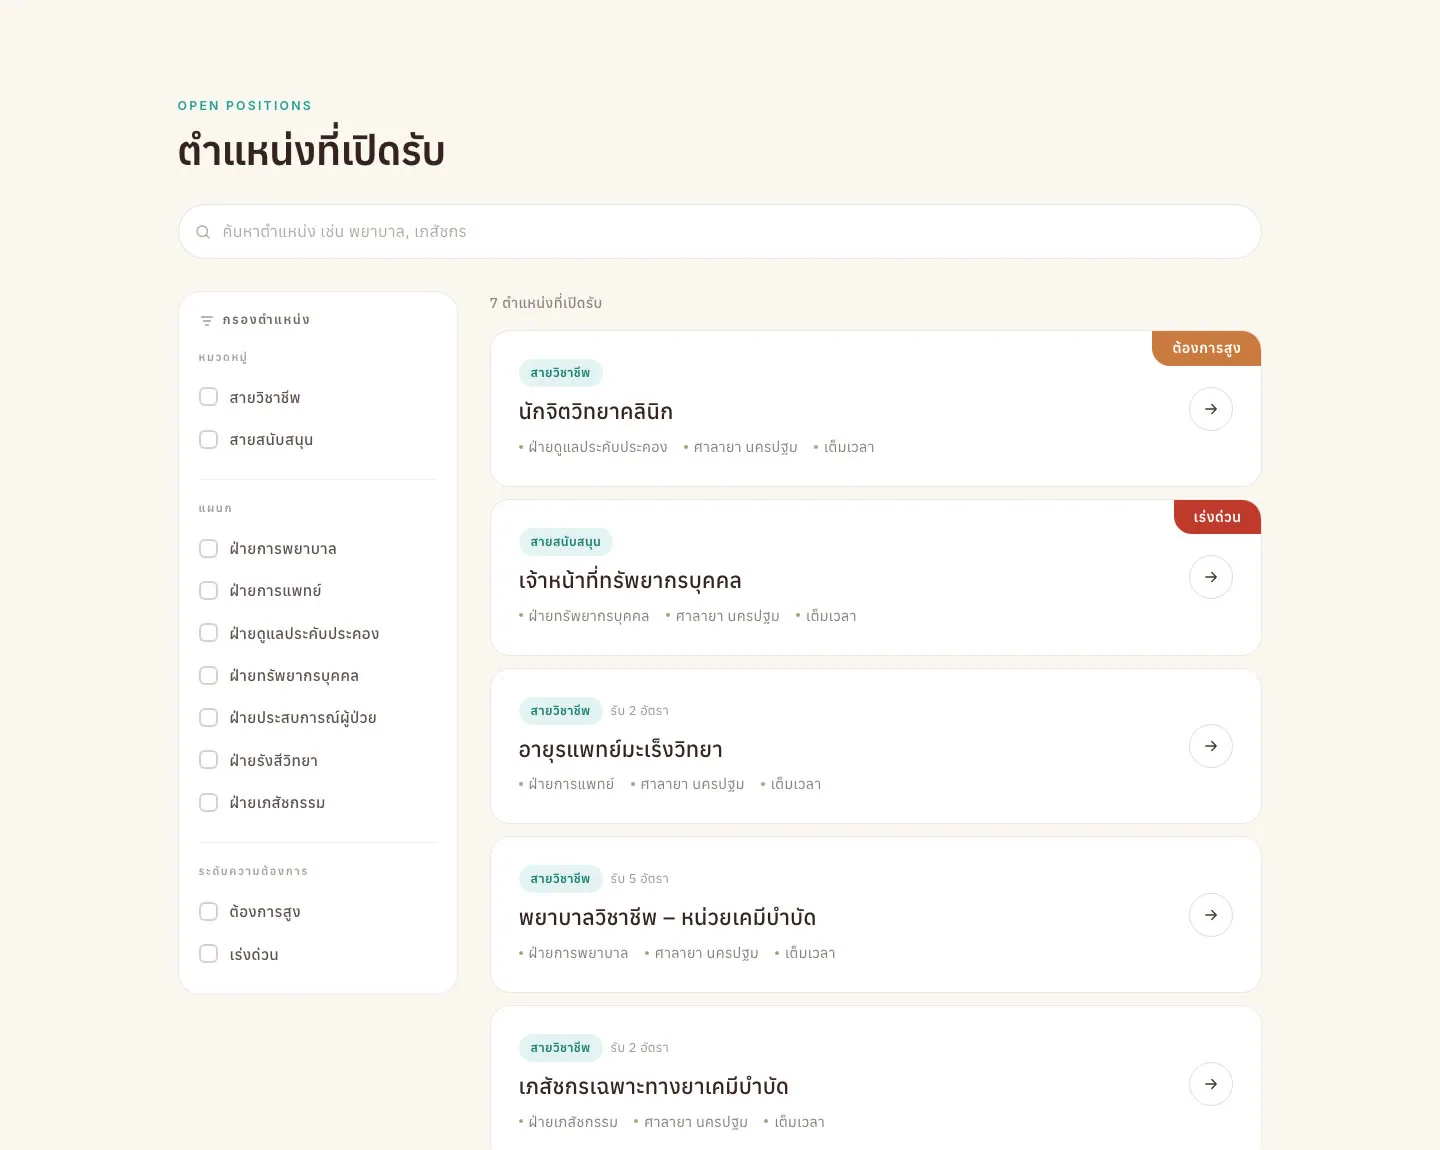 OPEN POSITIONS
ตำแหน่งที่เปิดรับ
ค้นหาตำแหน่ง เช่น พยาบาล, เภสัชกร
กรองตำแหน่ง
หมวดหมู่
สายวิชาชีพ
สายสนับสนุน
แผนก
ฝ่ายการพยาบาล
ฝ่ายการแพทย์
ฝ่ายดูแลประคับประคอง
ฝ่ายทรัพยากรบุคคล
ฝ่ายประสบการณ์ผู้ป่วย
ฝ่ายรังสีวิทยา
ฝ่ายเภสัชกรรม
ระดับความต้องการ
ต้องการสูง
เร่งด่วน
7 ตำแหน่งที่เปิดรับ
ต้องการสูง
สายวิชาชีพ
นักจิตวิทยาคลินิก
• ฝ่ายดูแลประคับประคอง • ศาลายา นครปฐม • เต็มเวลา
เร่งด่วน
สายสนับสนุน
เจ้าหน้าที่ทรัพยากรบุคคล
• ฝ่ายทรัพยากรบุคคล • ศาลายา นครปฐม • เต็มเวลา
สายวิชาชีพ รับ 2 อัตรา
อายุรแพทย์มะเร็งวิทยา
• ฝ่ายการแพทย์ • ศาลายา นครปฐม • เต็มเวลา
สายวิชาชีพ รับ 5 อัตรา
พยาบาลวิชาชีพ – หน่วยเคมีบำบัด
• ฝ่ายการพยาบาล • ศาลายา นครปฐม • เต็มเวลา
สายวิชาชีพ รับ 2 อัตรา
เภสัชกรเฉพาะทางยาเคมีบำบัด
• ฝ่ายเภสัชกรรม • ศาลายา นครปฐม • เต็มเวลา